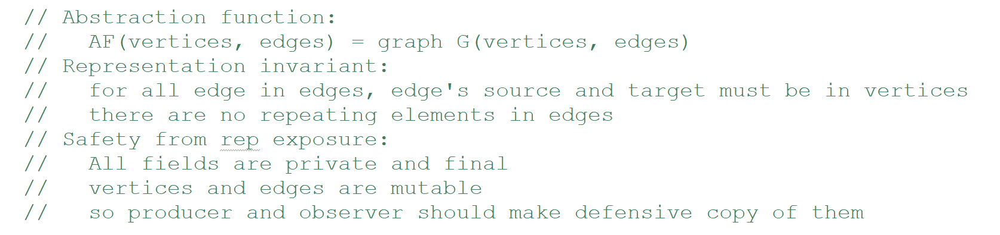 // Abstraction function:
//   AF(vertices, edges) = graph G(vertices, edges)
// Representation invariant:
//   for all edge in edges, edge's source and target must be in vertices
//   there are no repeating elements in edges
// Safety from rep exposure:
//   All fields are private and final
//   vertices and edges are mutable
//   so producer and observer should make defensive copy of them